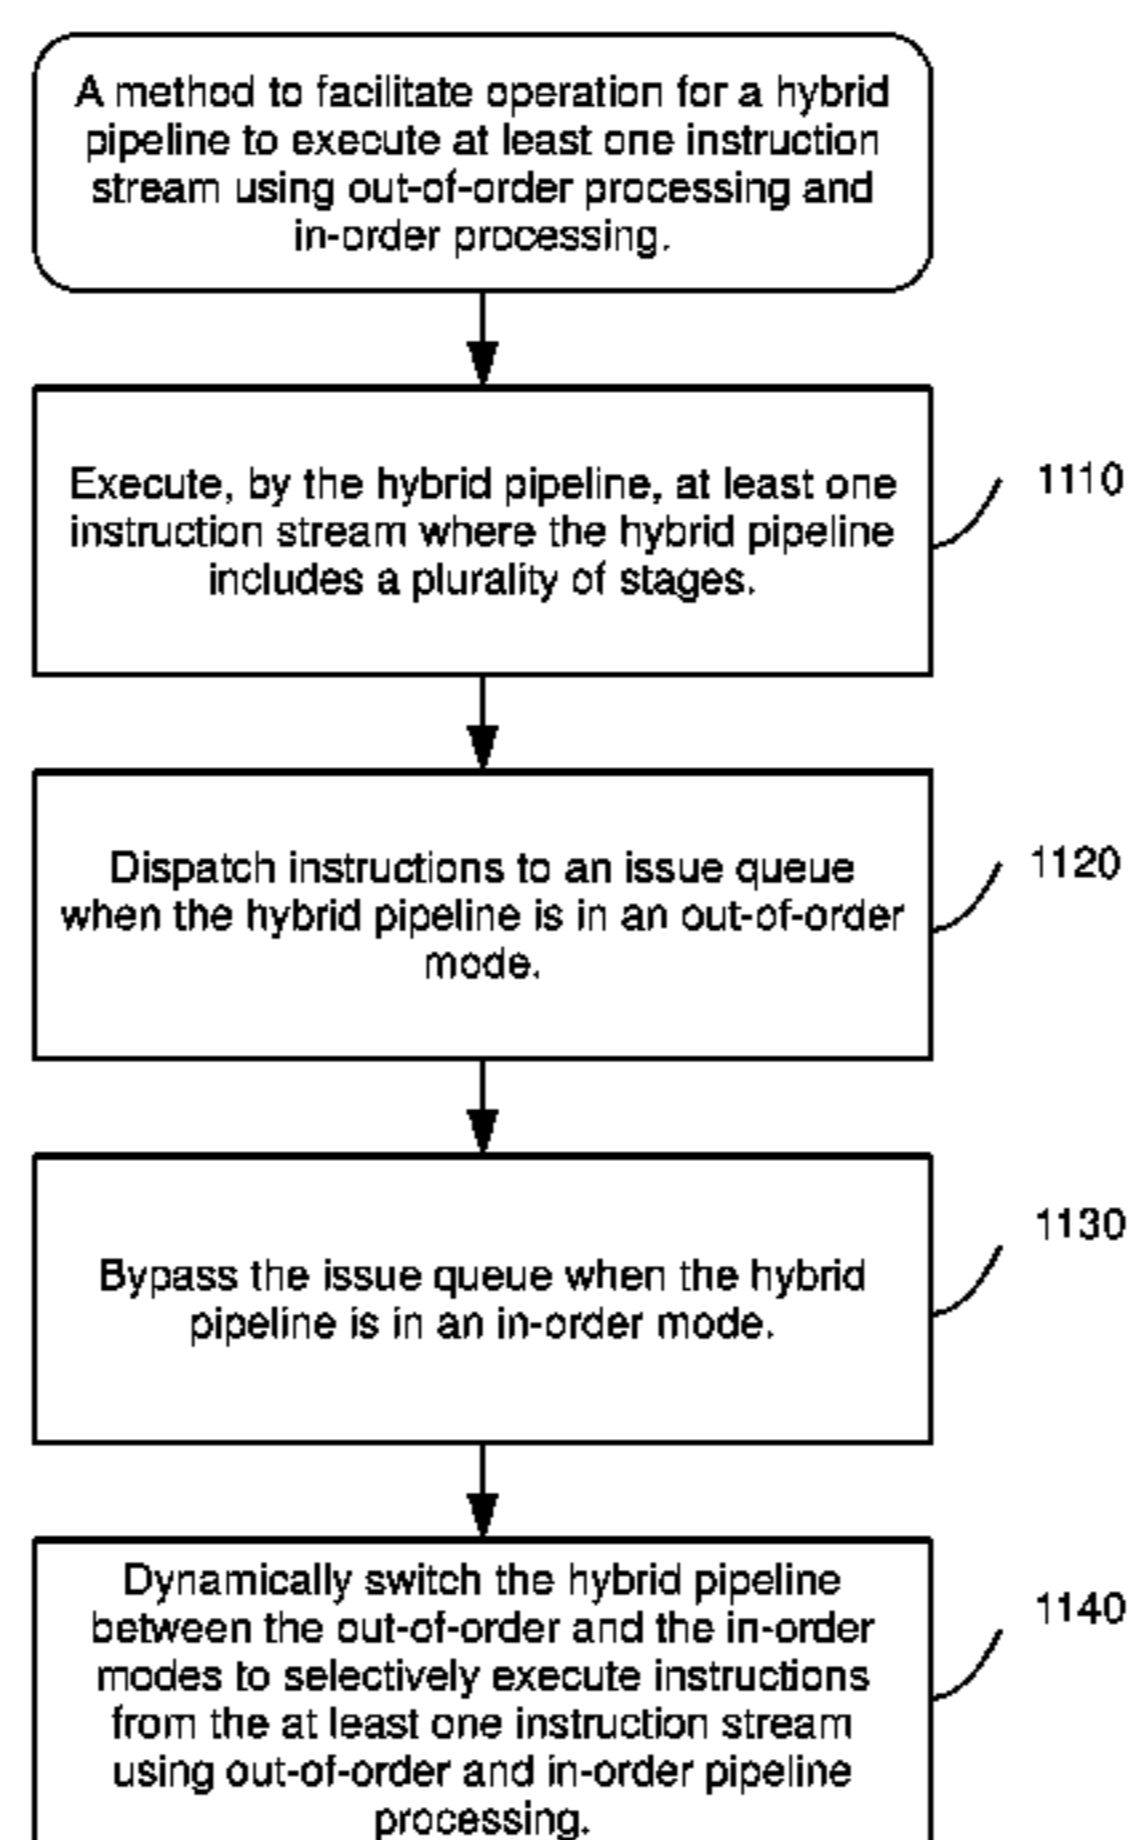 A method to facilitate operation for a hybrid
pipeline to execute at least one instruction
stream using out-of-order processing and
in-order processing.
Execute, by the hybrid pipeline, at least one
instruction stream where the hybrid pipeline
includes a plurality of stages.
1110
Dispatch instructions to an issue queue
when the hybrid pipeline is in an out-of-order
mode.
1120
Bypass the issue queue when the hybrid
pipeline is in an in-order mode.
1130
Dynamically switch the hybrid pipeline
between the out-of-order and the in-order
modes to selectively execute instructions
from the at least one instruction stream
using out-of-order and in-order pipeline
processing.
1140